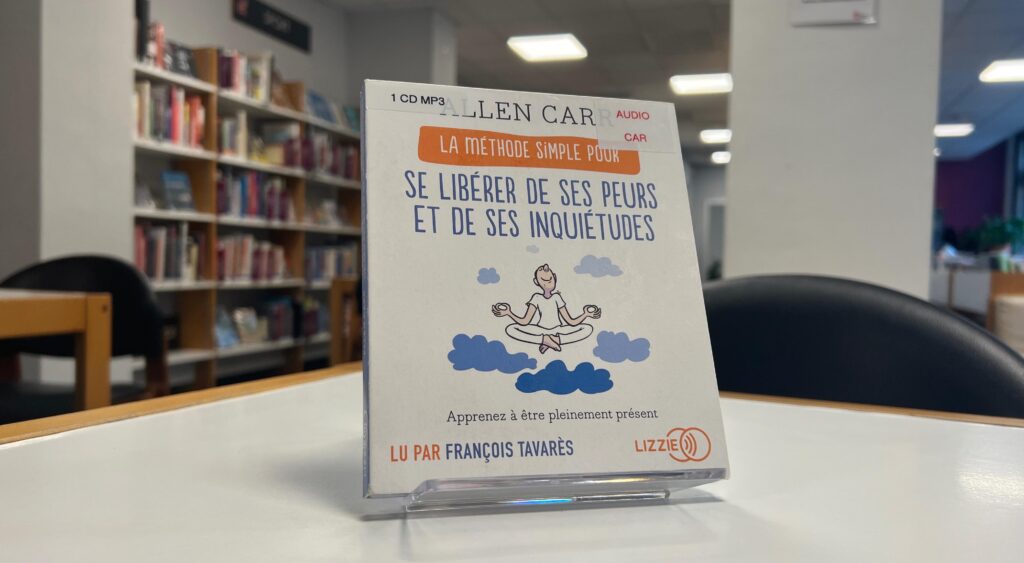 1 CD MP3
ALLEN CARR
AUDIO
CAR
LA MÉTHODE SIMPLE POUR
SE LIBÉRER DE SES PEURS
ET DE SES INQUIÉTUDES
Apprenez à être pleinement présent
LU PAR FRANÇOIS TAVARÈS
LIZZIE